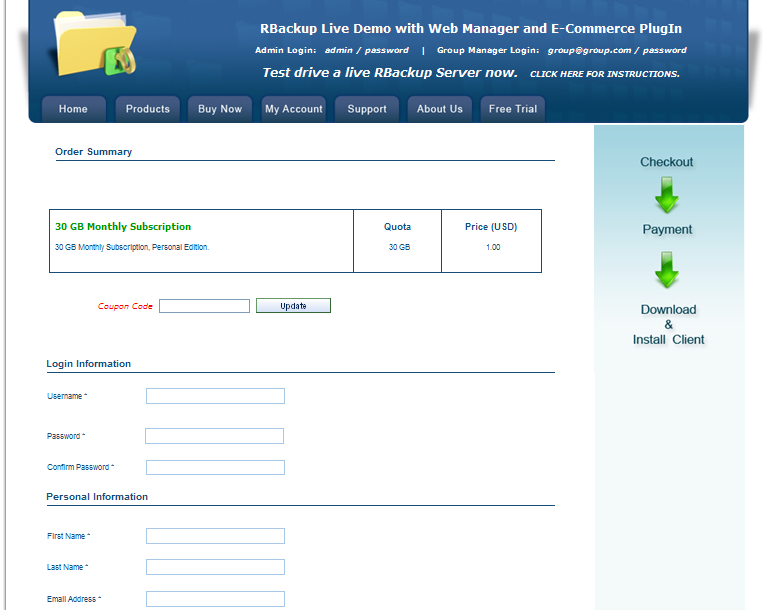 RBackup Live Demo with Web Manager and E-Commerce PlugIn
Admin Login: admin / password | Group Manager Login: group@group.com / password
Test drive a live RBackup Server now. CLICK HERE FOR INSTRUCTIONS.
Home Products Buy Now My Account Support About Us Free Trial
Order Summary
30 GB Monthly Subscription Quota Price (USD)
30 GB Monthly Subscription, Personal Edition. 30 GB 1.00
Coupon Code Update
Login Information
Username *
Password *
Confirm Password *
Personal Information
First Name *
Last Name *
Email Address *
Checkout
Payment
Download
&
Install Client